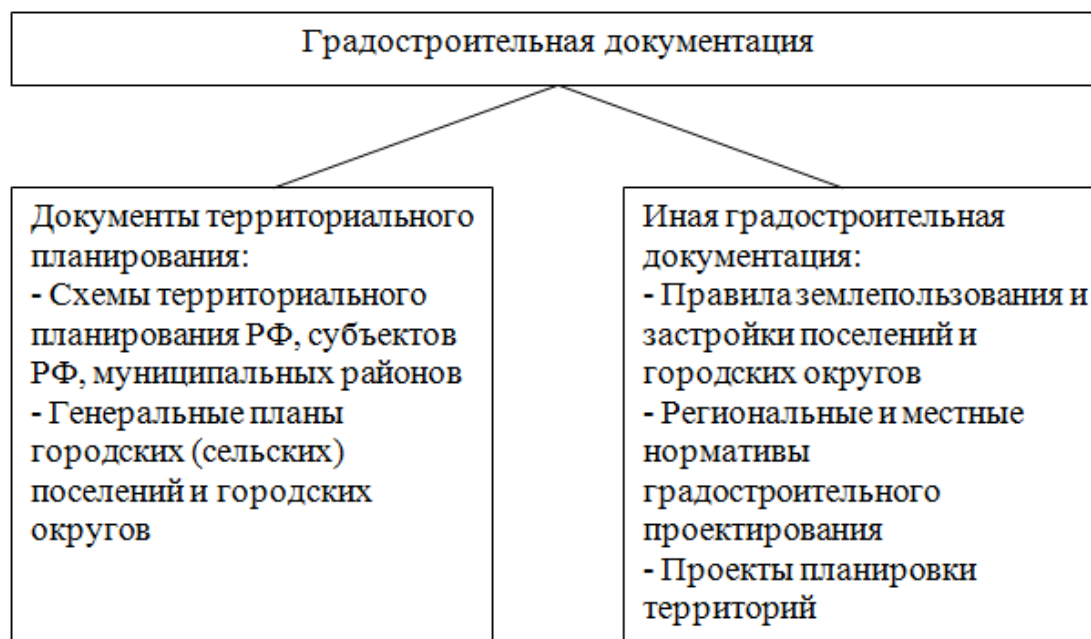 Градостроительная документация
Документы территориального
планирования:
- Схемы территориального
планирования РФ, субъектов
РФ, муниципальных районов
- Генеральные планы
городских (сельских)
поселений и городских
округов
Иная градостроительная
документация:
- Правила землепользования и
застройки поселений и
городских округов
- Региональные и местные
нормативы
градостроительного
проектирования
- Проекты планировки
территорий